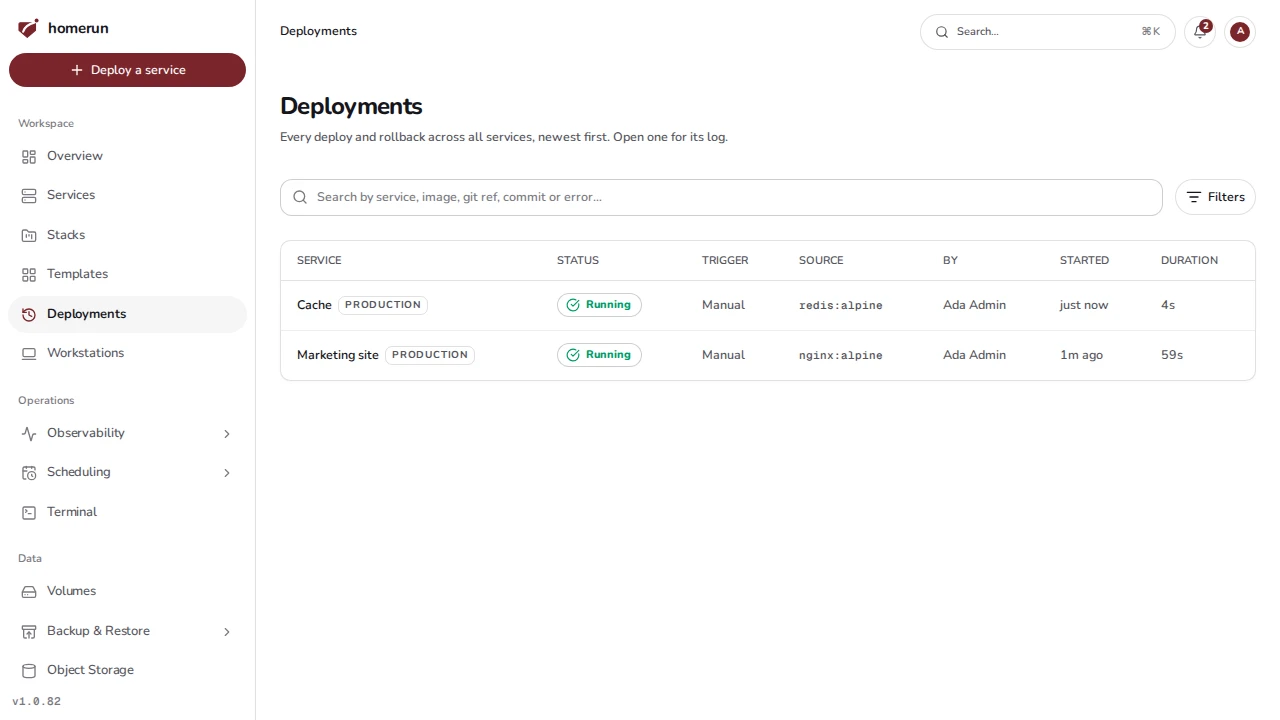 homerun
Deploy a service
Workspace
Overview
Services
Stacks
Templates
Deployments
Workstations
Operations
Observability
Scheduling
Terminal
Data
Volumes
Backup & Restore
Object Storage
v1.0.82
Deployments
Search... ⌘K
2
A
Deployments
Every deploy and rollback across all services, newest first. Open one for its log.
Search by service, image, git ref, commit or error...
Filters
SERVICE STATUS TRIGGER SOURCE BY STARTED DURATION
Cache PRODUCTION Running Manual redis:alpine Ada Admin just now 4s
Marketing site PRODUCTION Running Manual nginx:alpine Ada Admin 1m ago 59s